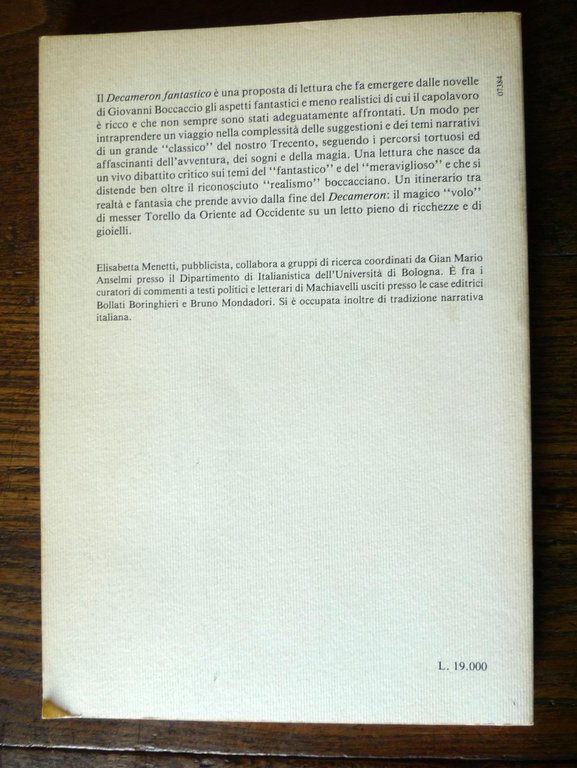 Il Decameron fantastico è una proposta di lettura che fa emergere dalle novelle
di Giovanni Boccaccio gli aspetti fantastici e meno realistici di cui il capolavoro
è ricco e che non sempre sono stati adeguatamente affrontati. Un modo per
intraprendere un viaggio nella complessità delle suggestioni e dei temi narrativi
di un grande "classico" del nostro Trecento, seguendo i percorsi tortuosi ed
affascinanti dell'avventura, dei sogni e della magia. Una lettura che nasce da
un vivo dibattito critico sui temi del "fantastico" e del "meraviglioso" e che si
distende ben oltre il riconosciuto "realismo" boccacciano. Un itinerario tra
realtà e fantasia che prende avvio dalla fine del Decameron: il magico "volo"
di messer Torello da Oriente ad Occidente su un letto pieno di ricchezze e di
gioielli.
Elisabetta Menetti, pubblicista, collabora a gruppi di ricerca coordinati da Gian Mario
Anselmi presso il Dipartimento di Italianistica dell'Università di Bologna. È fra i
curatori di commenti a testi politici e letterari di Machiavelli usciti presso le case editrici
Bollati Boringhieri e Bruno Mondadori. Si è occupata inoltre di tradizione narrativa
italiana.
07384
L. 19.000